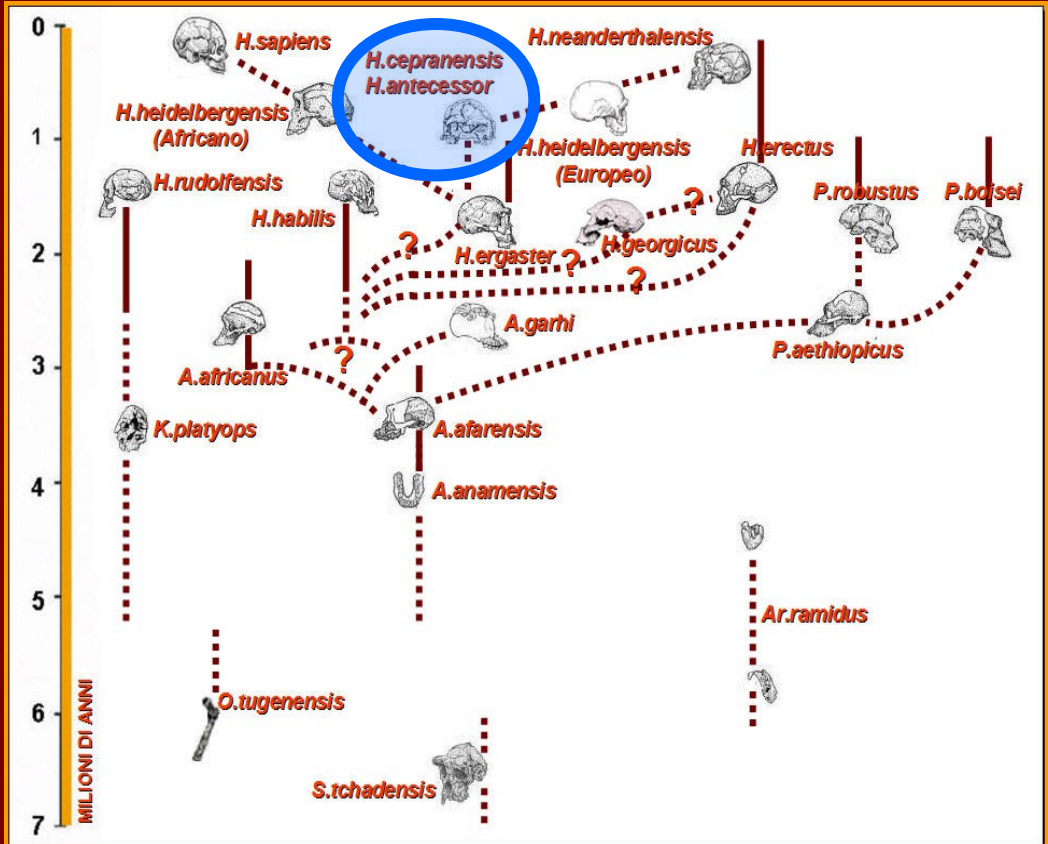 0
H.sapiens
H.cepranensis
H.antecessor
H.neanderthalensis
H.heidelbergensis
(Africano)
1
H.heidelbergensis
(Europeo)
H.erectus
H.rudolfensis
H.habilis
P.robustus
P.boisei
?
2
?
H.ergaster
?
H.georgicus
?
A.garhi
P.aethiopicus
?
3
A.africanus
K.platyops
A.afarensis
4
A.anamensis
5
Ar.ramidus
6
O.tugenensis
S.tchadensis
7
MILIONI DI ANNI